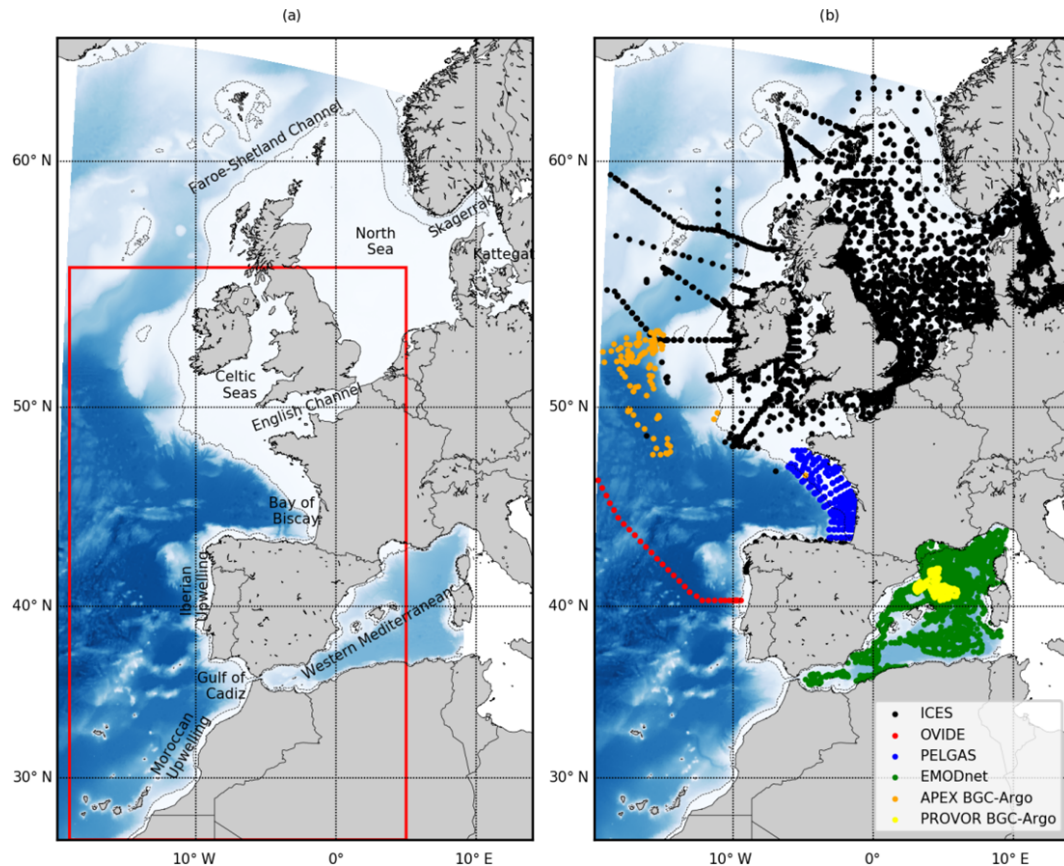 (a)
(b)
60° N
50° N
40° N
30° N
10° W
0°
10° E
10° W
0°
10° E
Faroe-Shetland Channel
Skagerrak
North
Sea
Kattegat
Celtic
Seas
English Channel
Bay of
Biscay
Iberian
Upwelling
Western Mediterranean
Gulf of
Cadiz
Moroccan
Upwelling
60° N
50° N
40° N
30° N
ICES
OVIDE
PELGAS
EMODnet
APEX BGC-Argo
PROVOR BGC-Argo